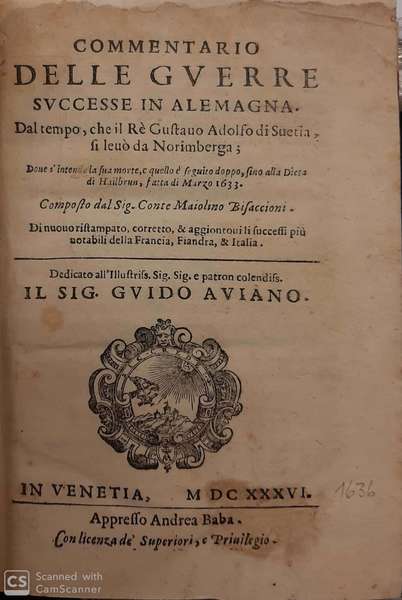 COMMENTARIO
DELLE GVERRE
SVCCESSE IN ALEMAGNA.
Dal tempo, che il Rè Gustauo Adolfo di Suetia,
si leuò da Norimberga;
Doue s'intende la sua morte, e quello è seguito doppo, sino alla Dieta
di Hailbrun, fatta di Marzo 1633.
Composto dal Sig. Conte Maiolino Bisaccioni.
Di nuouo ristampato, corretto, & aggiontoui li successi più
notabili della Francia, Fiandra, & Italia.
Dedicato all'Illustriss. Sig. Sig. e patron colendiss.
IL SIG. GVIDO AVIANO.
IN VENETIA, M DC XXXVI.
1636
Appresso Andrea Baba.
Con licenza de' Superiori, e Priuilegio.
CS Scanned with
CamScanner